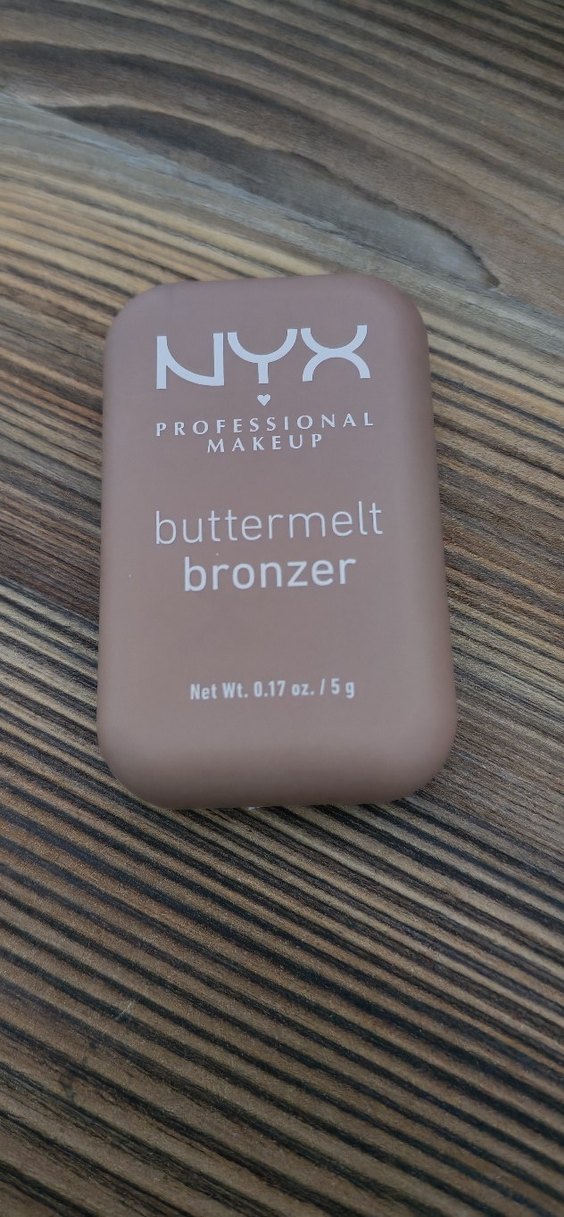 NYX
PROFESSIONAL
MAKEUP
buttermelt
bronzer
Net Wt. 0.17 oz. / 5 g